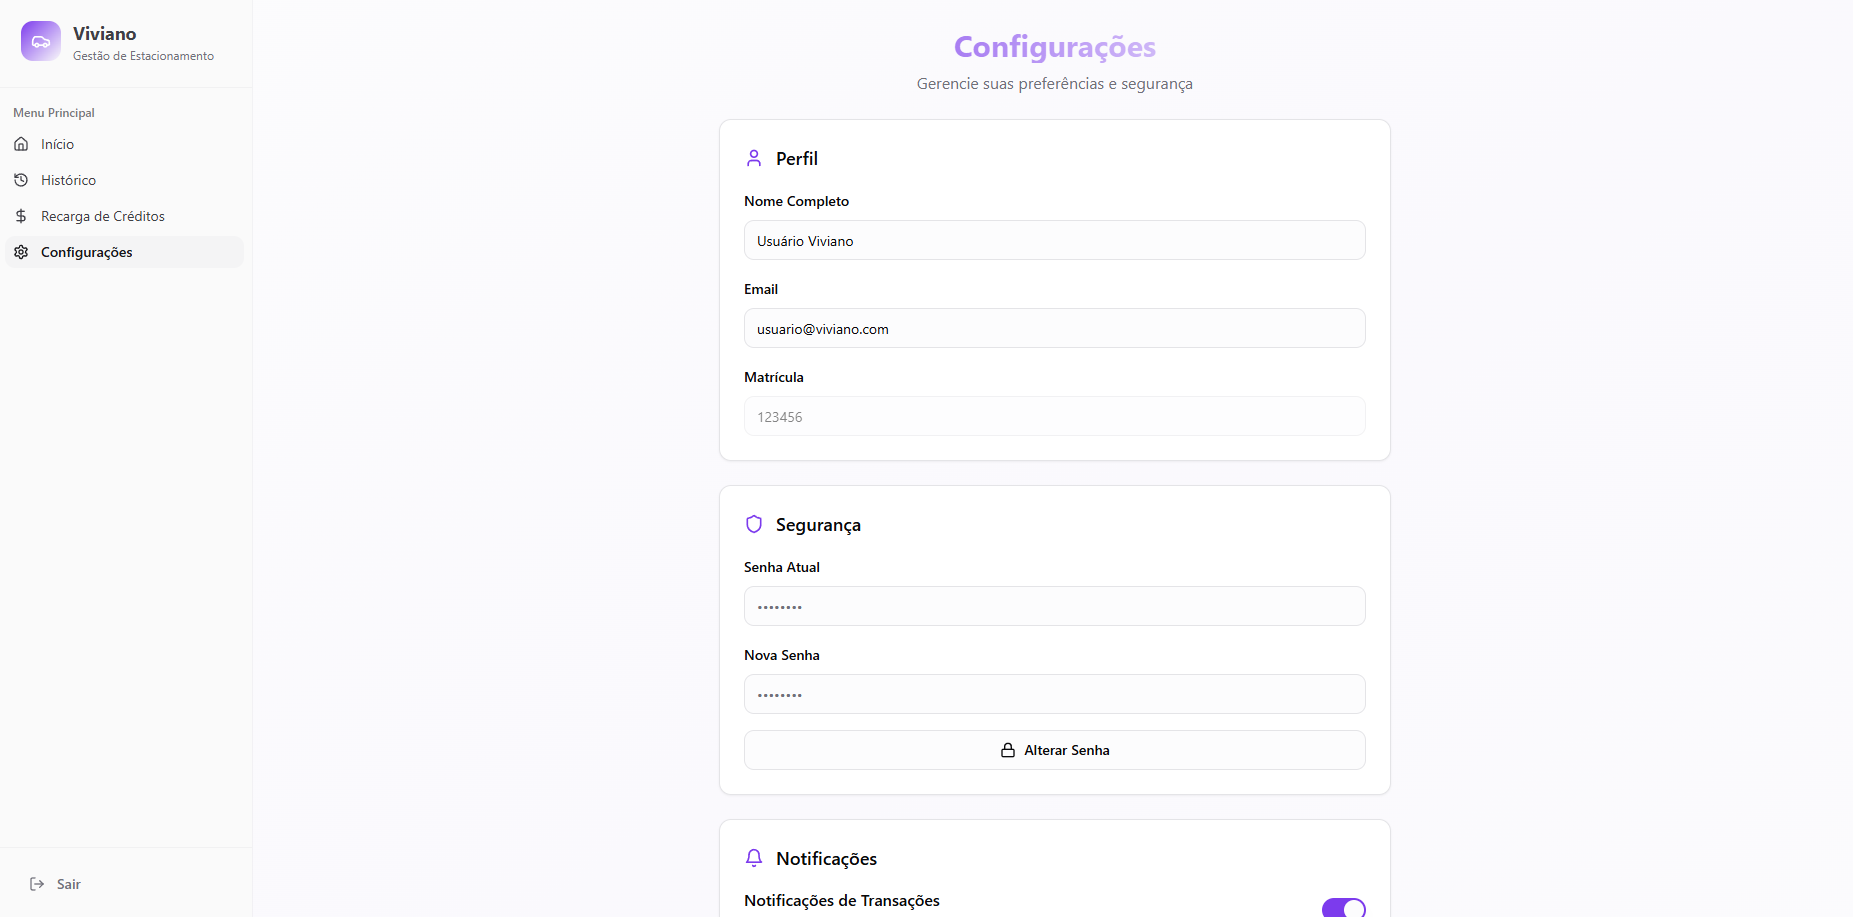 Viviano
Gestão de Estacionamento
Menu Principal
Início
Histórico
Recarga de Créditos
Configurações
Sair
Configurações
Gerencie suas preferências e segurança
Perfil
Nome Completo
Usuário Viviano
Email
usuario@viviano.com
Matrícula
123456
Segurança
Senha Atual
••••••••
Nova Senha
••••••••
Alterar Senha
Notificações
Notificações de Transações